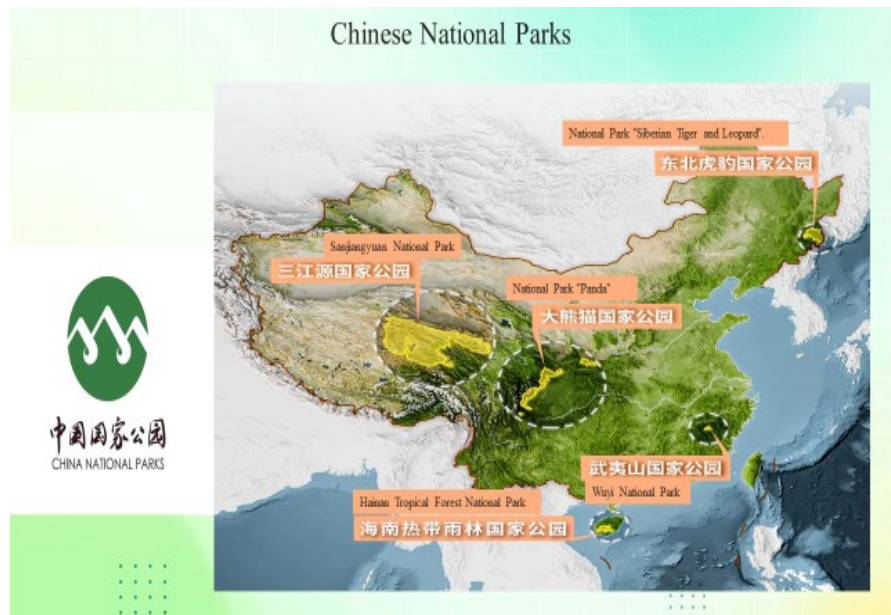 Chinese National Parks
National Park "Siberian Tiger and Leopard".
东北虎豹国家公园
Sanjiangyuan National Park
三江源国家公园
National Park "Panda"
大熊猫国家公园
武夷山国家公园
Wuyi National Park
Hainan Tropical Forest National Park
海南热带雨林国家公园
中国国家公园
CHINA NATIONAL PARKS